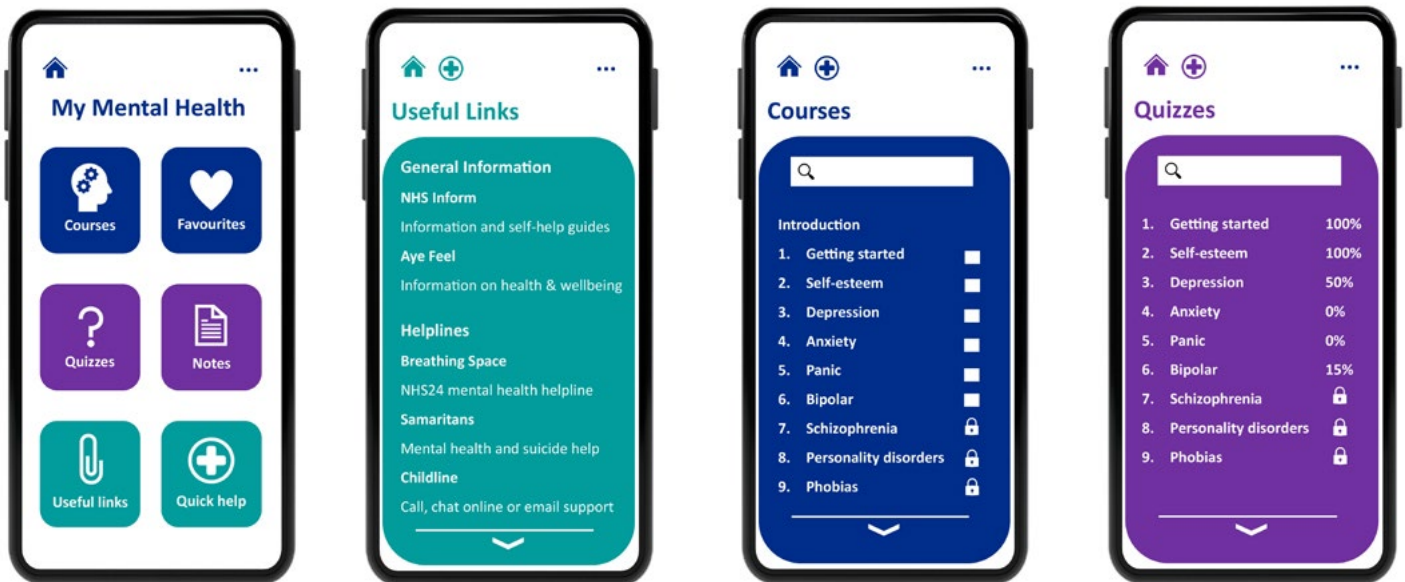 My Mental Health
Courses
Favourites
Quizzes
Notes
Useful links
Quick help
Useful Links
General Information
NHS Inform
Information and self-help guides
Aye Feel
Information on health & wellbeing
Helplines
Breathing Space
NHS24 mental health helpline
Samaritans
Mental health and suicide help
Childline
Call, chat online or email support
Courses
Introduction
1. Getting started
2. Self-esteem
3. Depression
4. Anxiety
5. Panic
6. Bipolar
7. Schizophrenia
8. Personality disorders
9. Phobias
Quizzes
1. Getting started 100%
2. Self-esteem 100%
3. Depression 50%
4. Anxiety 0%
5. Panic 0%
6. Bipolar 15%
7. Schizophrenia
8. Personality disorders
9. Phobias